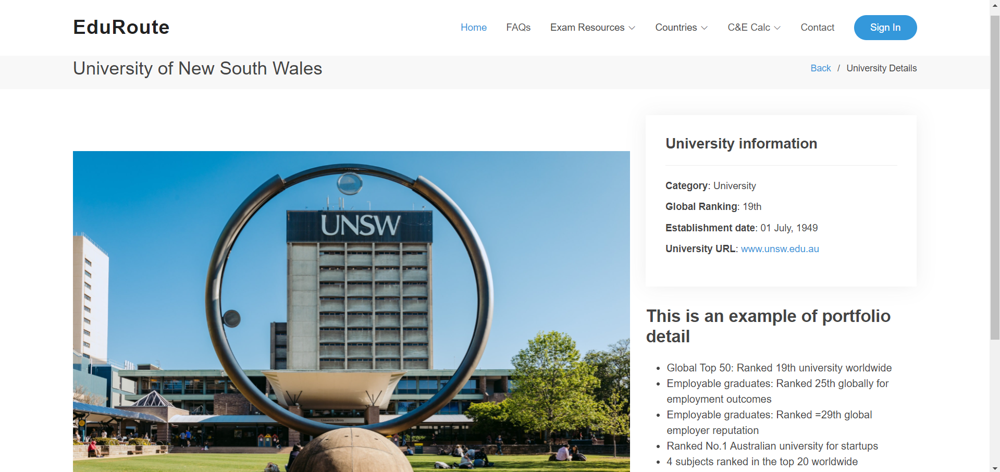 EduRoute
Home FAQs Exam Resources Countries C&E Calc Contact Sign In
University of New South Wales
Back / University Details
University information
Category: University
Global Ranking: 19th
Establishment date: 01 July, 1949
University URL: www.unsw.edu.au
UNSW
University Library
This is an example of portfolio
detail
• Global Top 50: Ranked 19th university worldwide
• Employable graduates: Ranked 25th globally for
employment outcomes
• Employable graduates: Ranked =29th global
employer reputation
• Ranked No.1 Australian university for startups
• 4 subjects ranked in the top 20 worldwide